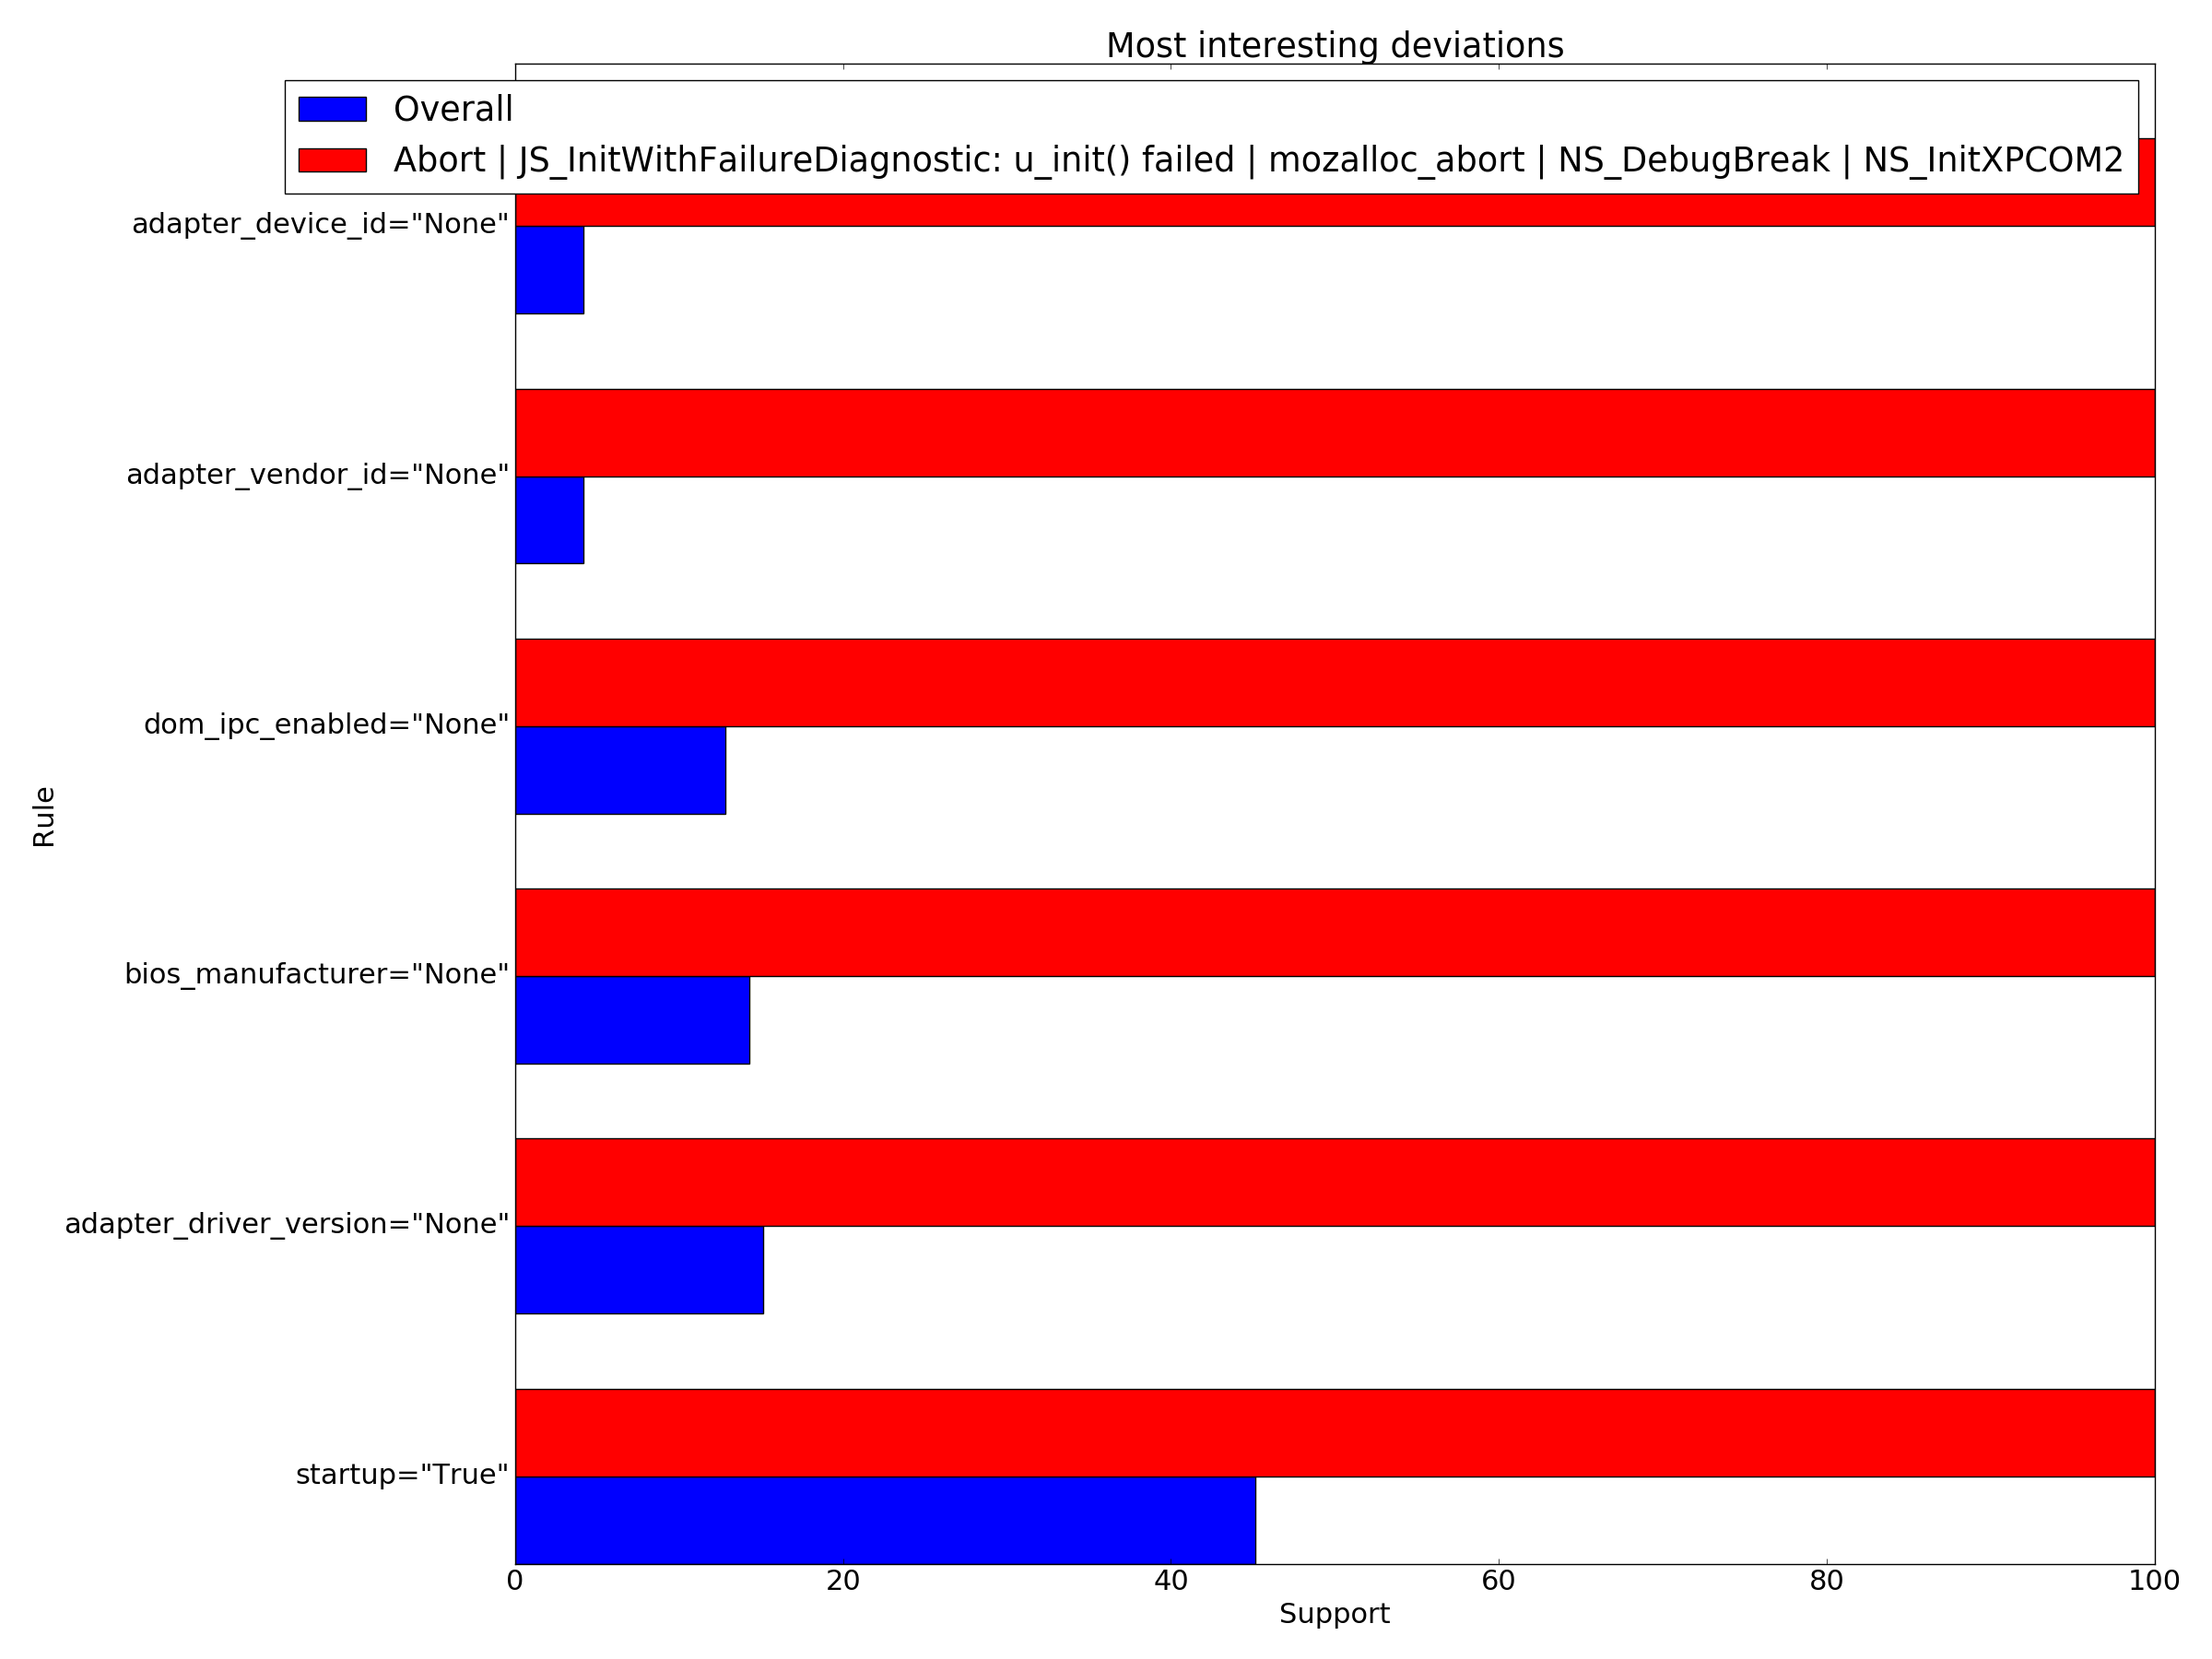 Most interesting deviations
Overall
Abort | JS_InitWithFailureDiagnostic: u_init() failed | mozalloc_abort | NS_DebugBreak | NS_InitXPCOM2
adapter_device_id="None"
adapter_vendor_id="None"
dom_ipc_enabled="None"
Rule
bios_manufacturer="None"
adapter_driver_version="None"
startup="True"
0 20 40 60 80 100
Support